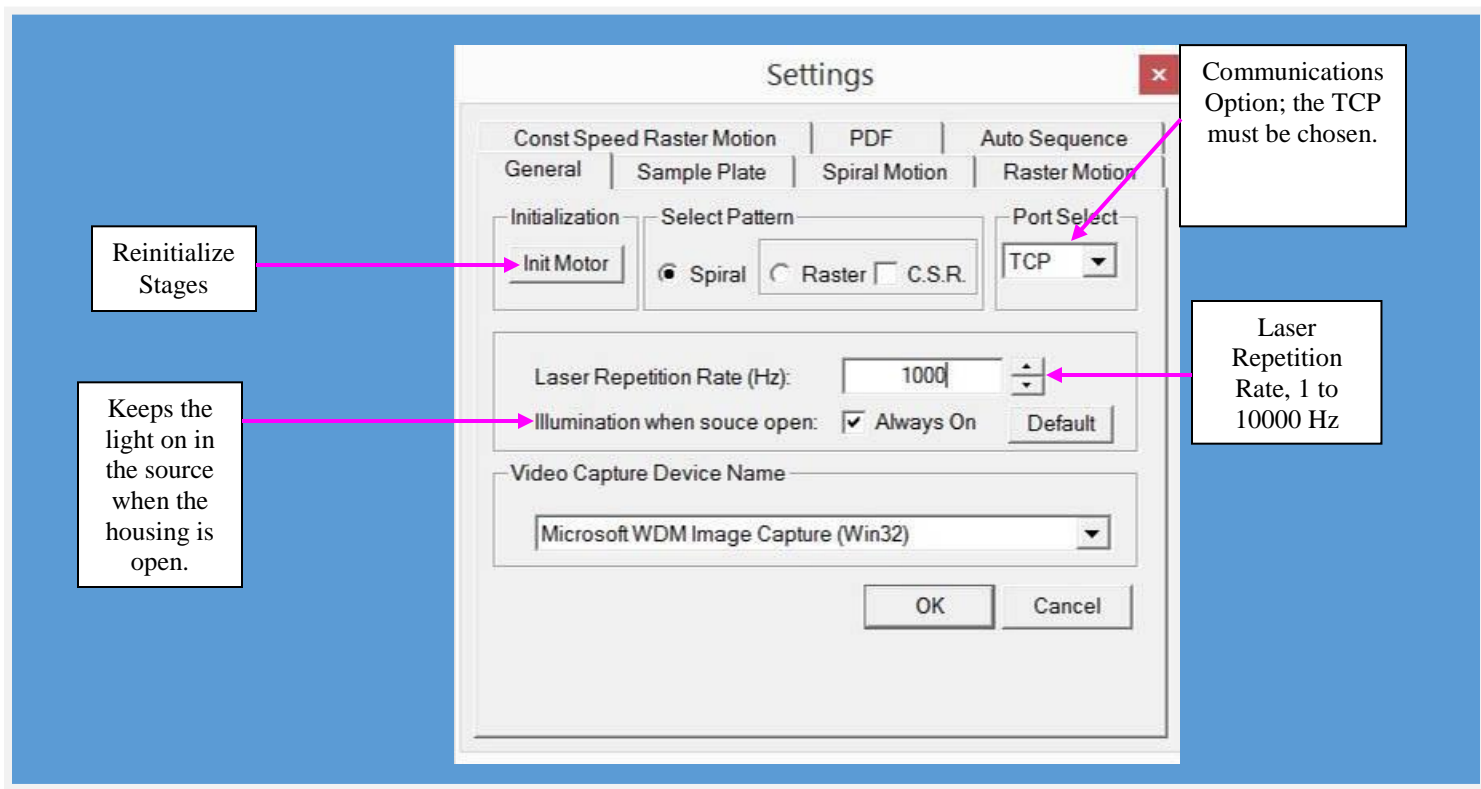 Settings
Communications
Option; the TCP
must be chosen.
Const Speed Raster Motion
PDF
Auto Sequence
General
Sample Plate
Spiral Motion
Raster Motion
Initialization
Select Pattern
Port Select
Reinitialize
Stages
Init Motor
Spiral
Raster
C.S.R.
TCP
Laser Repetition Rate (Hz):
1000
Laser
Repetition
Rate, 1 to
10000 Hz
Keeps the
light on in
the source
when the
housing is
open.
Illumination when souce open:
Always On
Default
Video Capture Device Name
Microsoft WDM Image Capture (Win32)
OK
Cancel